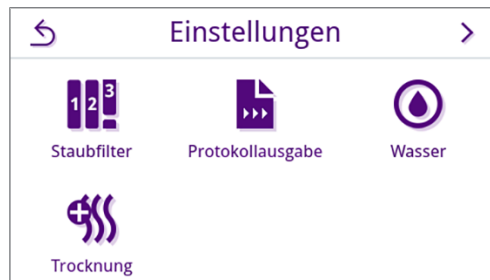 Einstellungen
1 2 3
Staubfilter
Protokollausgabe
Wasser
Trocknung